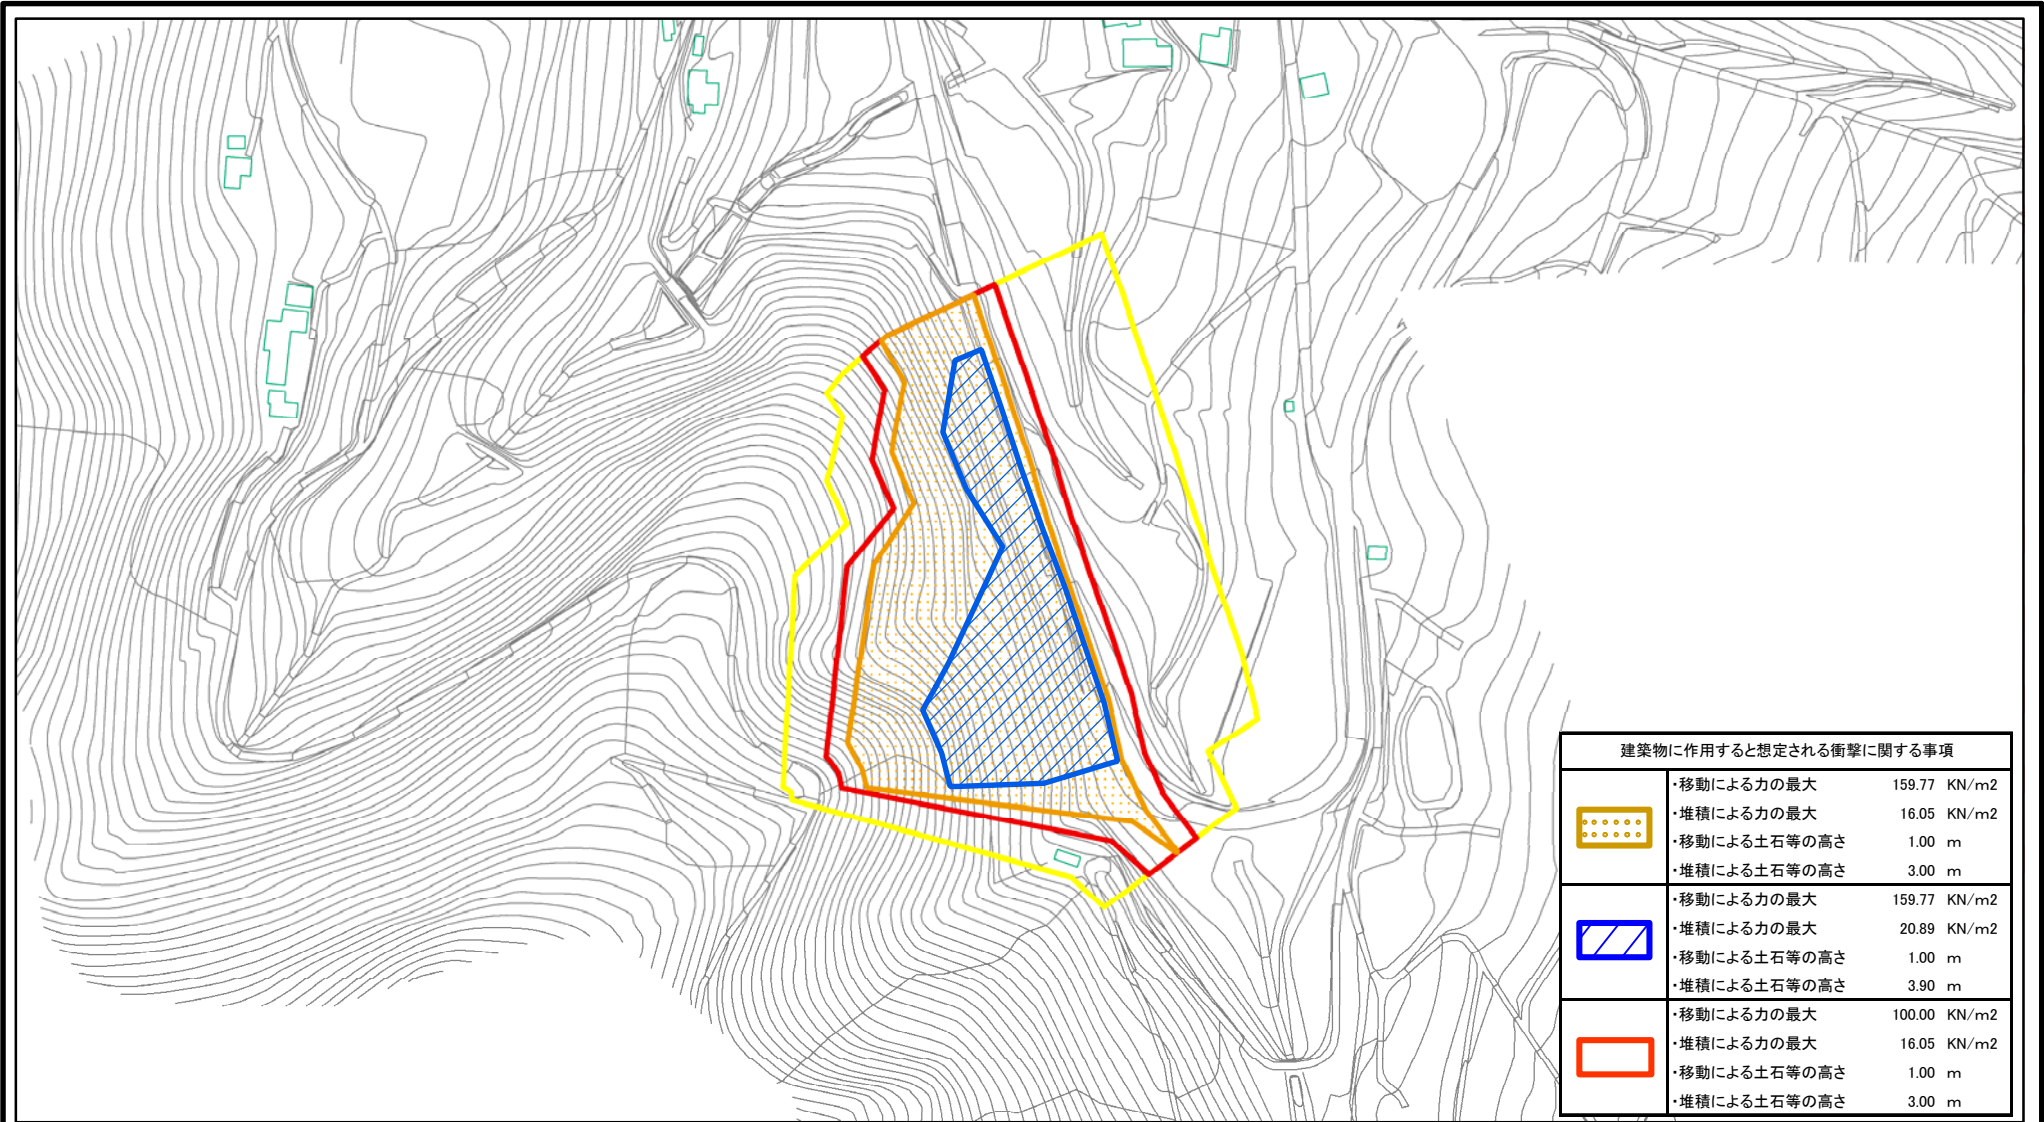 建築物に作用すると想定される衝撃に関する事項
・移動による力の最大 159.77 KN/m2
・堆積による力の最大 16.05 KN/m2
・移動による土石等の高さ 1.00 m
・堆積による土石等の高さ 3.00 m
・移動による力の最大 159.77 KN/m2
・堆積による力の最大 20.89 KN/m2
・移動による土石等の高さ 1.00 m
・堆積による土石等の高さ 3.90 m
・移動による力の最大 100.00 KN/m2
・堆積による力の最大 16.05 KN/m2
・移動による土石等の高さ 1.00 m
・堆積による土石等の高さ 3.00 m